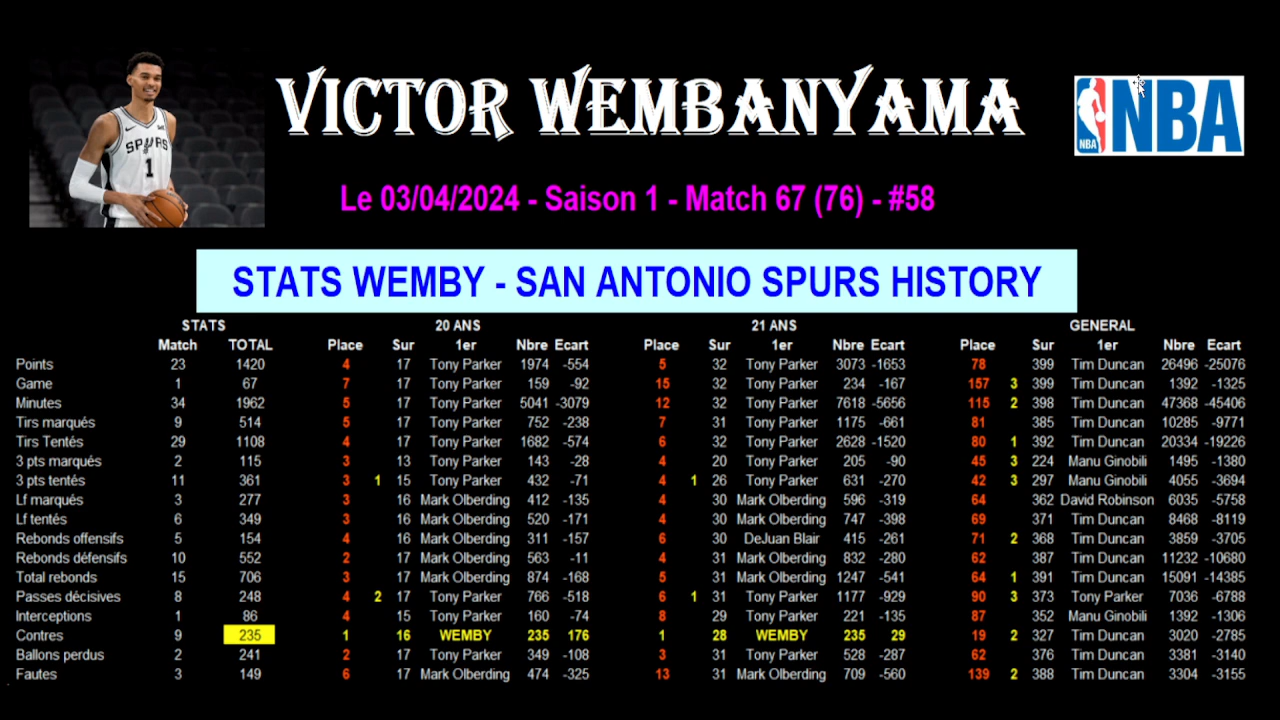 VICTOR WEMBANYAMA
NBA
NBA
SPURS
1
Le 03/04/2024 - Saison 1 - Match 67 (76) - #58
STATS WEMBY - SAN ANTONIO SPURS HISTORY
STATS 20 ANS 21 ANS GENERAL
Match TOTAL Place Sur 1er Nbre Ecart Place Sur 1er Nbre Ecart Place Sur 1er Nbre Ecart
Points 23 1420 4 17 Tony Parker 1974 -554 5 32 Tony Parker 3073 -1653 78 399 Tim Duncan 26496 -25076
Game 1 67 7 17 Tony Parker 159 -92 15 32 Tony Parker 234 -167 157 3 399 Tim Duncan 1392 -1325
Minutes 34 1962 5 17 Tony Parker 5041 -3079 12 32 Tony Parker 7618 -5656 115 2 398 Tim Duncan 47368 -45406
Tirs marqués 9 514 5 17 Tony Parker 752 -238 7 31 Tony Parker 1175 -661 81 385 Tim Duncan 10285 -9771
Tirs Tentés 29 1108 4 17 Tony Parker 1682 -574 6 32 Tony Parker 2628 -1520 80 1 392 Tim Duncan 20334 -19226
3 pts marqués 2 115 3 13 Tony Parker 143 -28 4 20 Tony Parker 205 -90 45 3 224 Manu Ginobili 1495 -1380
3 pts tentés 11 361 3 1 15 Tony Parker 432 -71 4 1 26 Tony Parker 631 -270 42 3 297 Manu Ginobili 4055 -3694
Lf marqués 3 277 3 16 Mark Olberding 412 -135 4 30 Mark Olberding 596 -319 64 362 David Robinson 6035 -5758
Lf tentés 6 349 3 16 Mark Olberding 520 -171 4 30 Mark Olberding 747 -398 69 371 Tim Duncan 8468 -8119
Rebonds offensifs 5 154 4 16 Mark Olberding 311 -157 6 30 DeJuan Blair 415 -261 71 2 368 Tim Duncan 3859 -3705
Rebonds défensifs 10 552 2 17 Mark Olberding 563 -11 4 31 Mark Olberding 832 -280 62 387 Tim Duncan 11232 -10680
Total rebonds 15 706 3 17 Mark Olberding 874 -168 5 31 Mark Olberding 1247 -541 64 1 391 Tim Duncan 15091 -14385
Passes décisives 8 248 4 2 17 Tony Parker 766 -518 6 1 31 Tony Parker 1177 -929 90 3 373 Tony Parker 7036 -6788
Interceptions 1 86 4 15 Tony Parker 160 -74 8 29 Tony Parker 221 -135 87 352 Manu Ginobili 1392 -1306
Contres 9 235 1 16 WEMBY 235 176 1 28 WEMBY 235 29 19 2 327 Tim Duncan 3020 -2785
Ballons perdus 2 241 2 17 Tony Parker 349 -108 3 31 Tony Parker 528 -287 62 376 Tim Duncan 3381 -3140
Fautes 3 149 6 17 Mark Olberding 474 -325 13 31 Mark Olberding 709 -560 139 2 388 Tim Duncan 3304 -3155